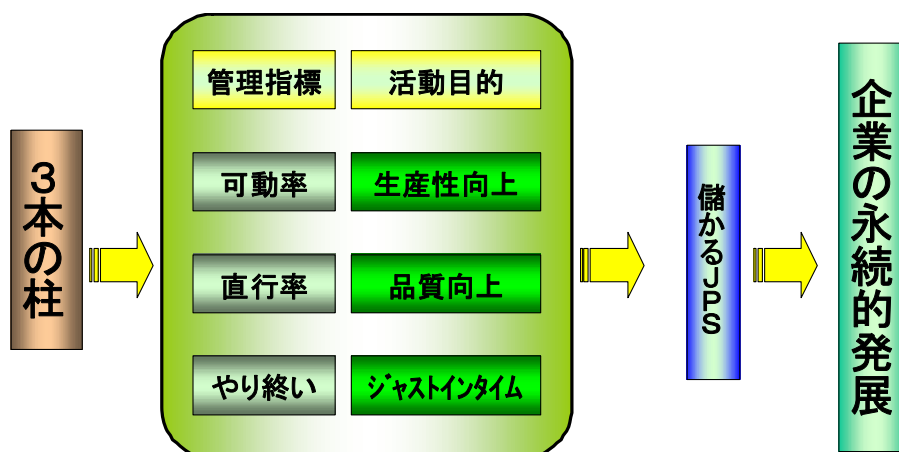 3本の柱
管理指標
活動目的
可動率
生産性向上
直行率
品質向上
やり終い
ジャストインタイム
儲かるJPS
企業の永続的発展